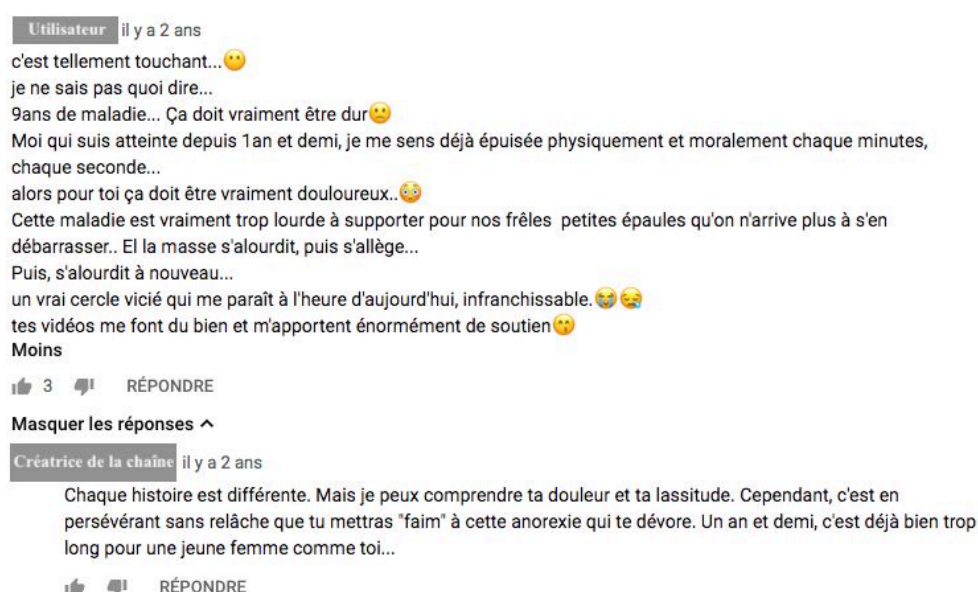 Utilisateur il y a 2 ans
c'est tellement touchant...😶
je ne sais pas quoi dire...
9ans de maladie... Ça doit vraiment être dur🙁
Moi qui suis atteinte depuis 1an et demi, je me sens déjà épuisée physiquement et moralement chaque minutes,
chaque seconde...
alors pour toi ça doit être vraiment douloureux..😳
Cette maladie est vraiment trop lourde à supporter pour nos frêles  petites épaules qu'on n'arrive plus à s'en
débarrasser.. El la masse s'alourdit, puis s'allège...
Puis, s'alourdit à nouveau...
un vrai cercle vicié qui me paraît à l'heure d'aujourd'hui, infranchissable.😭😪
tes vidéos me font du bien et m'apportent énormément de soutien😙
Moins
3 RÉPONDRE
Masquer les réponses
Créatrice de la chaîne il y a 2 ans
Chaque histoire est différente. Mais je peux comprendre ta douleur et ta lassitude. Cependant, c'est en
persévérant sans relâche que tu mettras "faim" à cette anorexie qui te dévore. Un an et demi, c'est déjà bien trop
long pour une jeune femme comme toi...
RÉPONDRE